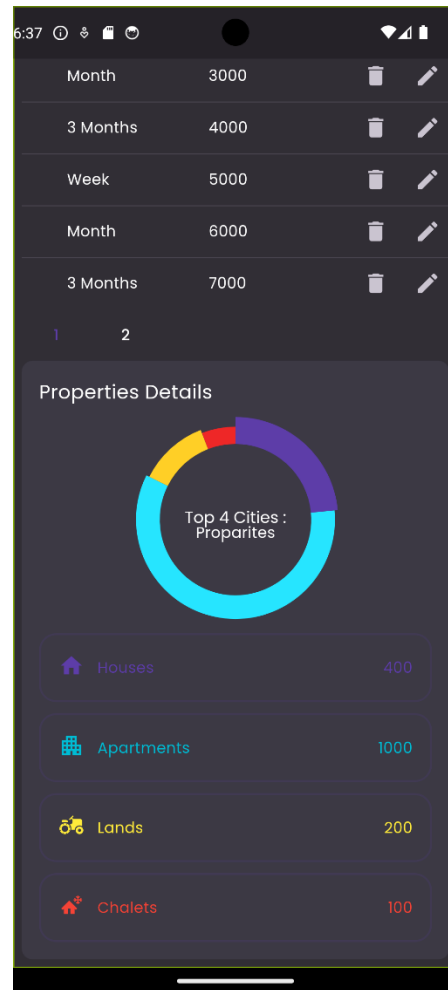 6:37
Month 3000
3 Months 4000
Week 5000
Month 6000
3 Months 7000
1 2
Properties Details
Top 4 Cities :
Proparites
Houses 400
Apartments 1000
Lands 200
Chalets 100